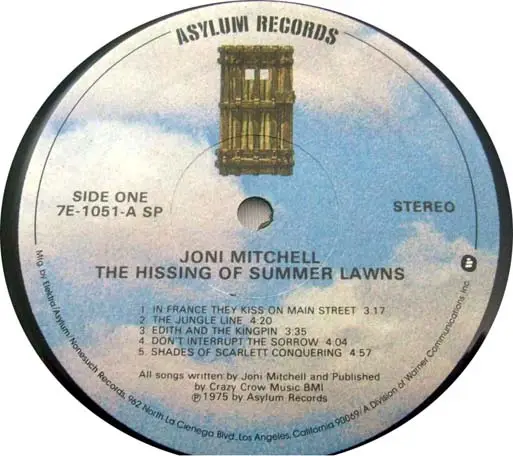 ASYLUM RECORDS
SIDE ONE
7E-1051-A SP
STEREO
JONI MITCHELL
THE HISSING OF SUMMER LAWNS
1. IN FRANCE THEY KISS ON MAIN STREET 3.17
2. THE JUNGLE LINE 4:20
3. EDITH AND THE KINGPIN 3:35
4. DON'T INTERRUPT THE SORROW 4:04
5. SHADES OF SCARLETT CONQUERING 4:57
All songs written by Joni Mitchell and Published
by Crazy Crow Music BMI
℗ 1975 by Asylum Records
Mfg. by Elektra/Asylum/Nonesuch Records, 962 North La Cienega Blvd., Los Angeles, California 90069/A Division of Warner Communications Inc.